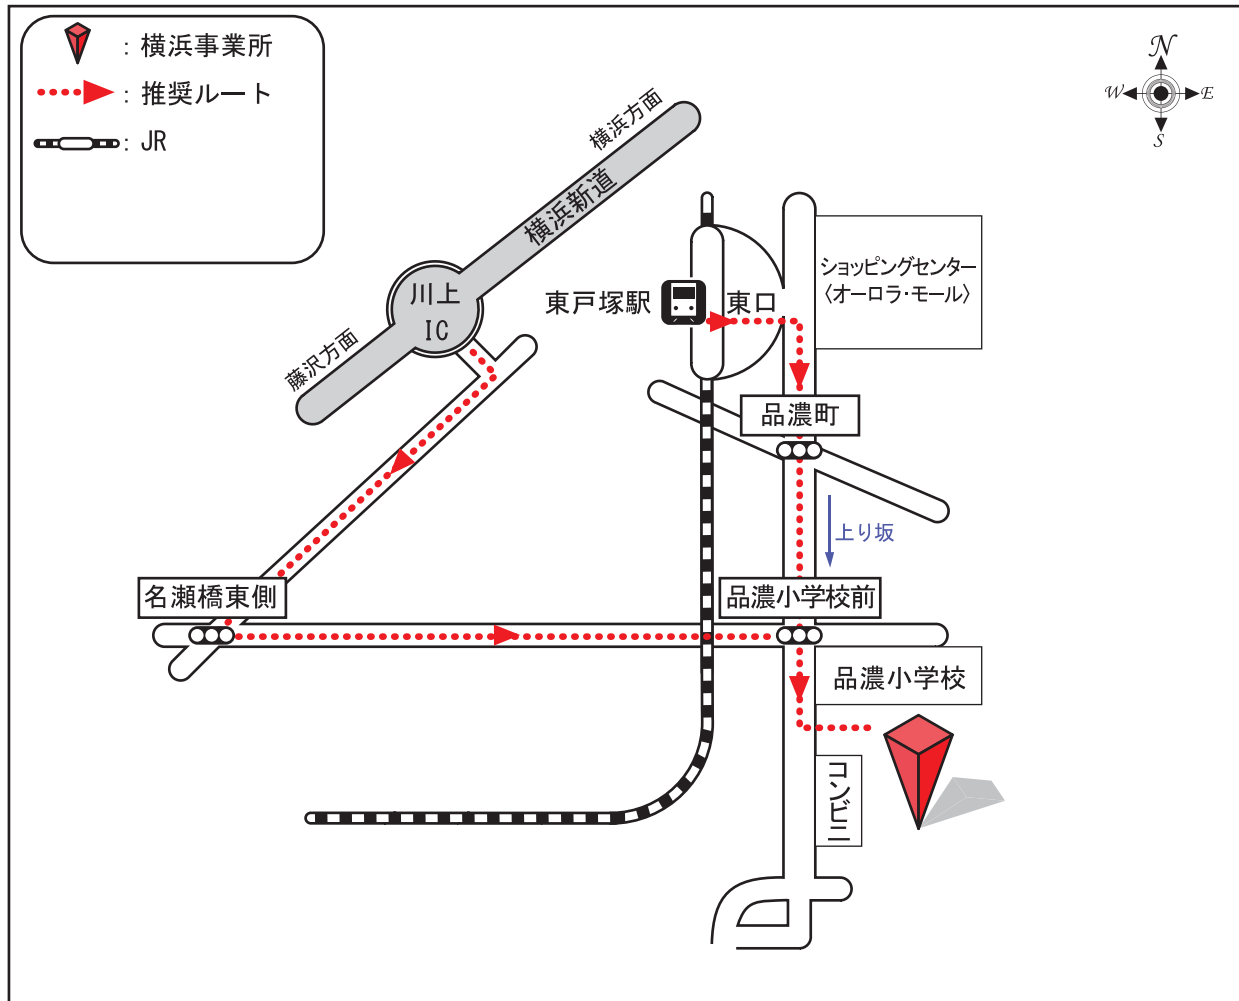 : 横浜事業所
: 推奨ルート
: JR
N
W
E
S
横浜方面
横浜新道
川上
IC
藤沢方面
東戸塚駅
東口
ショッピングセンター
〈オーロラ・モール〉
品濃町
上り坂
名瀬橋東側
品濃小学校前
品濃小学校
コンビニ